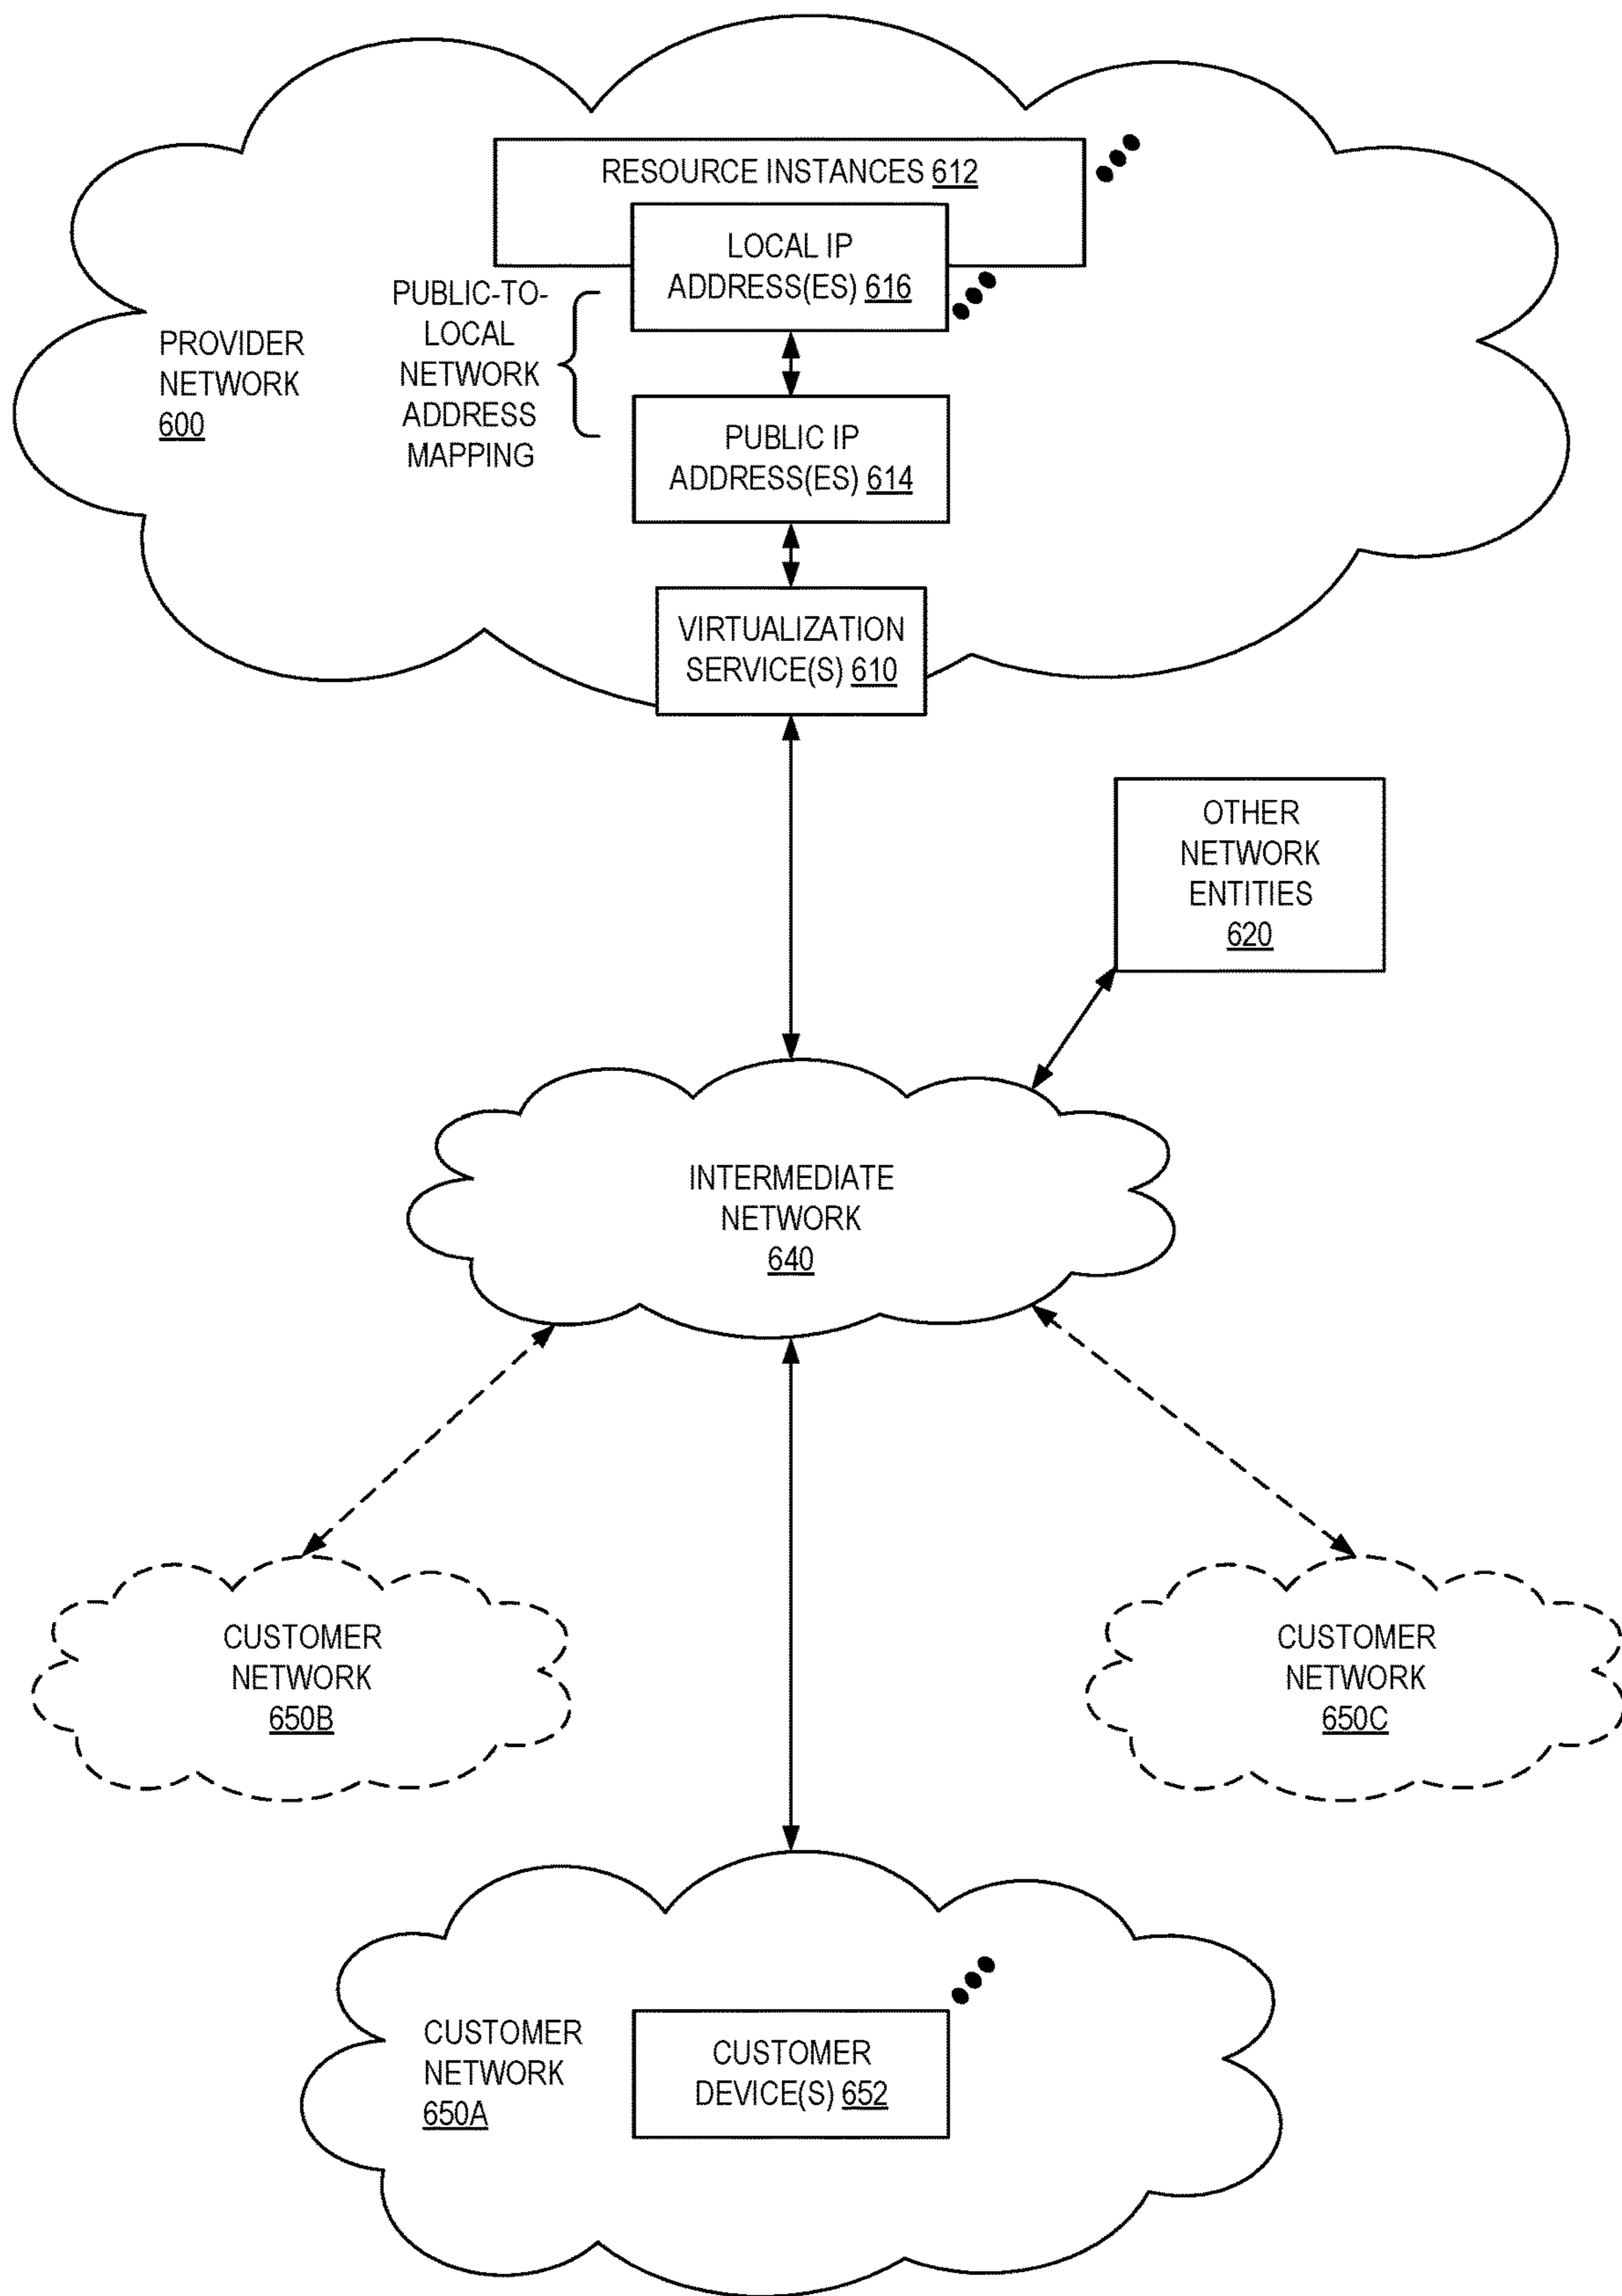 RESOURCE INSTANCES 612
LOCAL IP
ADDRESS(ES) 616
PUBLIC-TO-
LOCAL
NETWORK
ADDRESS
MAPPING
PROVIDER
NETWORK
600
PUBLIC IP
ADDRESS(ES) 614
VIRTUALIZATION
SERVICE(S) 610
OTHER
NETWORK
ENTITIES
620
INTERMEDIATE
NETWORK
640
CUSTOMER
NETWORK
650B
CUSTOMER
NETWORK
650C
CUSTOMER
NETWORK
650A
CUSTOMER
DEVICE(S) 652